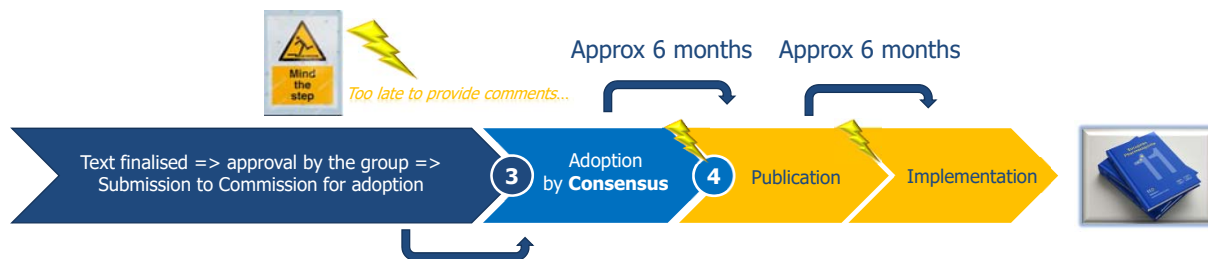 Mind
the
step
Too late to provide comments...
Approx 6 months
Approx 6 months
Text finalised => approval by the group =>
Submission to Commission for adoption
3
Adoption
by Consensus
4
Publication
Implementation
11